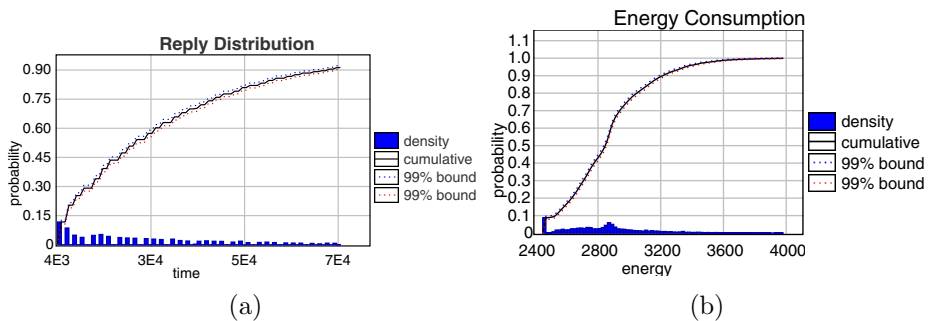 Reply Distribution
probability
0.90
0.75
0.60
0.45
0.30
0.15
0
4E3 3E4 5E4 7E4
time
density
cumulative
99% bound
99% bound
(a)
Energy Consumption
probability
1.1
1.0
0.9
0.8
0.7
0.6
0.5
0.4
0.3
0.2
0.1
0
2400 2800 3200 3600 4000
energy
density
cumulative
99% bound
99% bound
(b)